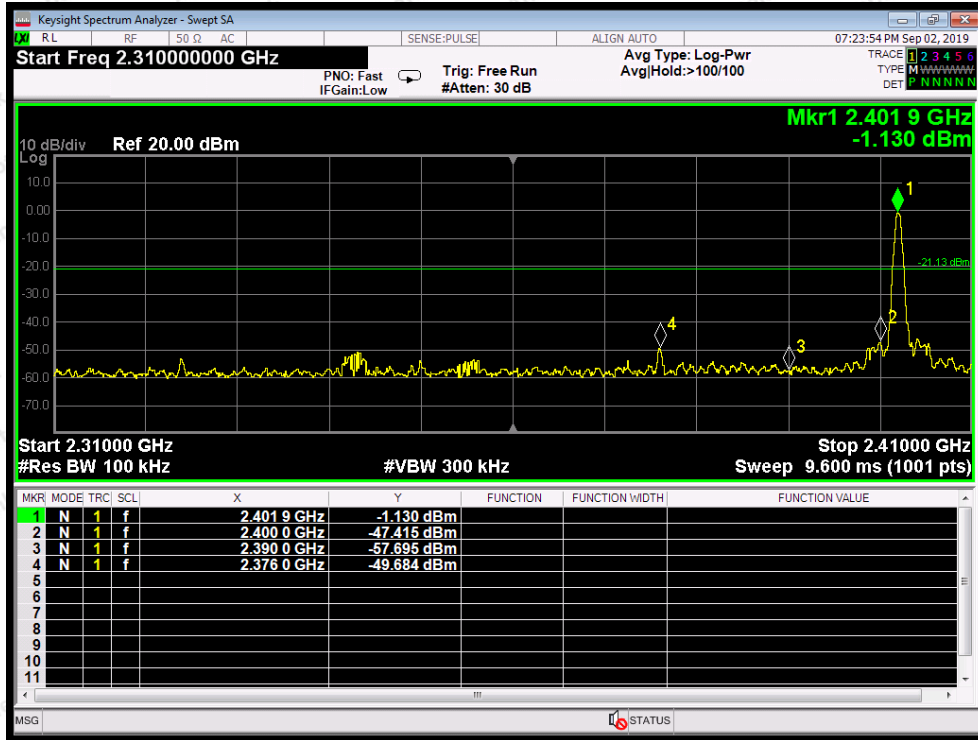 Keysight Spectrum Analyzer - Swept SA
RL RF 50 Ω AC SENSE:PULSE ALIGN AUTO 07:23:54 PM Sep 02, 2019
Start Freq 2.310000000 GHz
PNO: Fast
IFGain:Low
Trig: Free Run
#Atten: 30 dB
Avg Type: Log-Pwr
Avg|Hold:>100/100
TRACE 1 2 3 4 5 6
TYPE M WWWWW
DET P N N N N N
Mkr1 2.401 9 GHz
-1.130 dBm
10 dB/div Ref 20.00 dBm
Log
10.0
0.00
-10.0
-20.0
-30.0
-40.0
-50.0
-60.0
-70.0
1
-21.13 dBm
2
4
3
Start 2.31000 GHz Stop 2.41000 GHz
#Res BW 100 kHz #VBW 300 kHz Sweep 9.600 ms (1001 pts)
MKR MODE TRC SCL X Y FUNCTION FUNCTION WIDTH FUNCTION VALUE
1 N 1 f 2.401 9 GHz -1.130 dBm
2 N 1 f 2.400 0 GHz -47.415 dBm
3 N 1 f 2.390 0 GHz -57.695 dBm
4 N 1 f 2.376 0 GHz -49.684 dBm
5
6
7
8
9
10
11
MSG STATUS